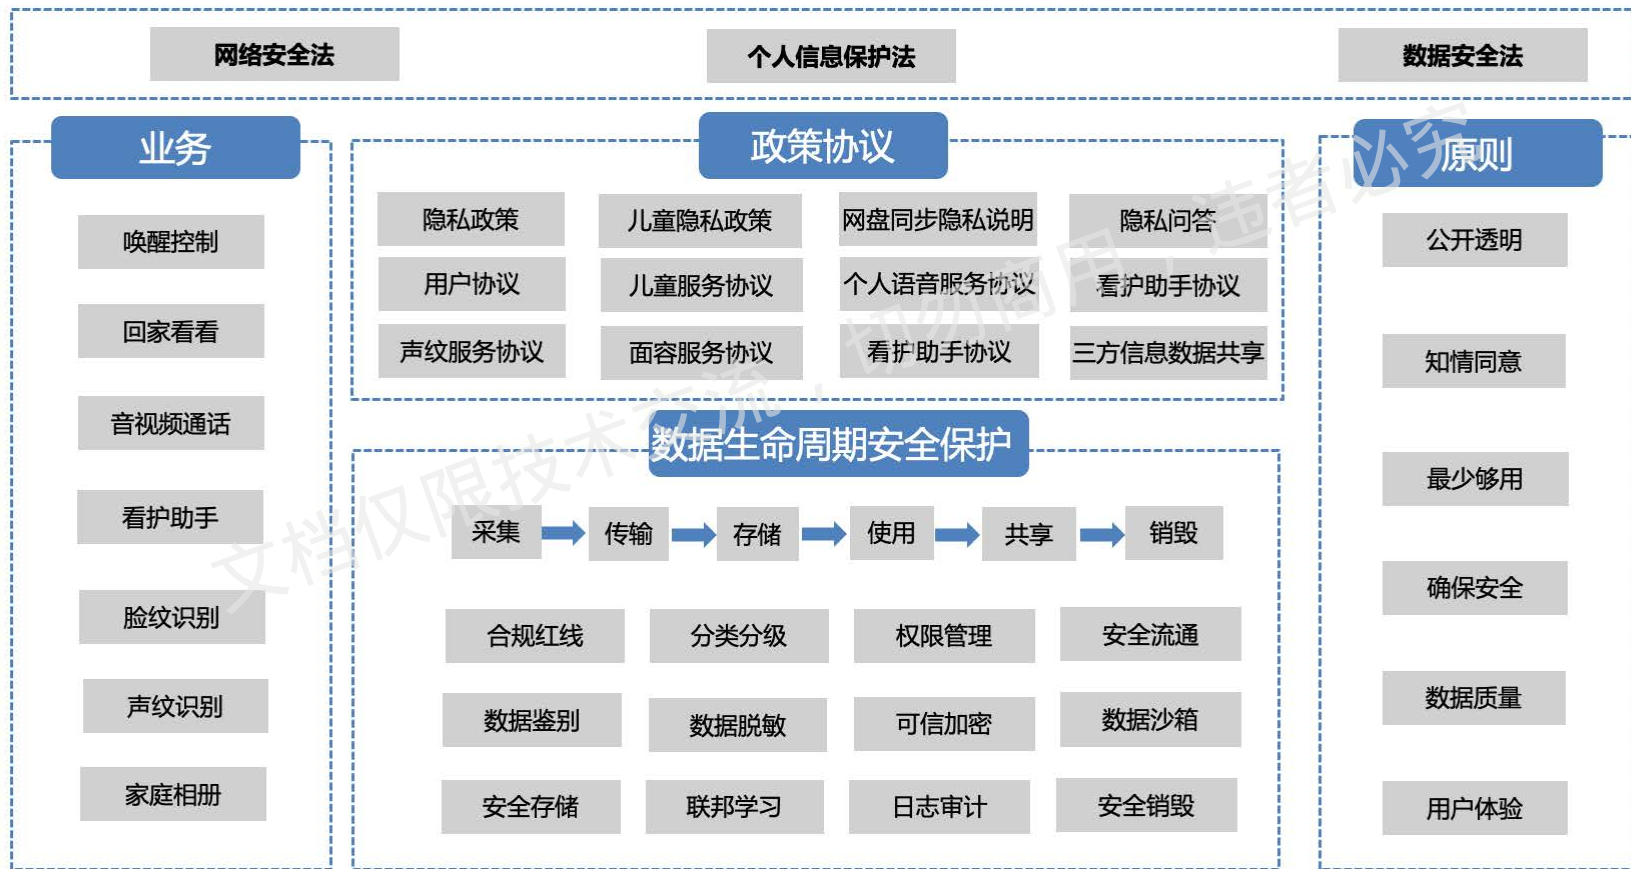 网络安全法
个人信息保护法
数据安全法
业务
唤醒控制
回家看看
音视频通话
看护助手
脸纹识别
声纹识别
家庭相册
政策协议
隐私政策
儿童隐私政策
网盘同步隐私说明
隐私问答
用户协议
儿童服务协议
个人语音服务协议
看护助手协议
声纹服务协议
面容服务协议
看护助手协议
三方信息数据共享
数据生命周期安全保护
采集
传输
存储
使用
共享
销毁
合规红线
分类分级
权限管理
安全流通
数据鉴别
数据脱敏
可信加密
数据沙箱
安全存储
联邦学习
日志审计
安全销毁
原则
公开透明
知情同意
最少够用
确保安全
数据质量
用户体验
文档仅限技术交流，切勿商用，违者必究